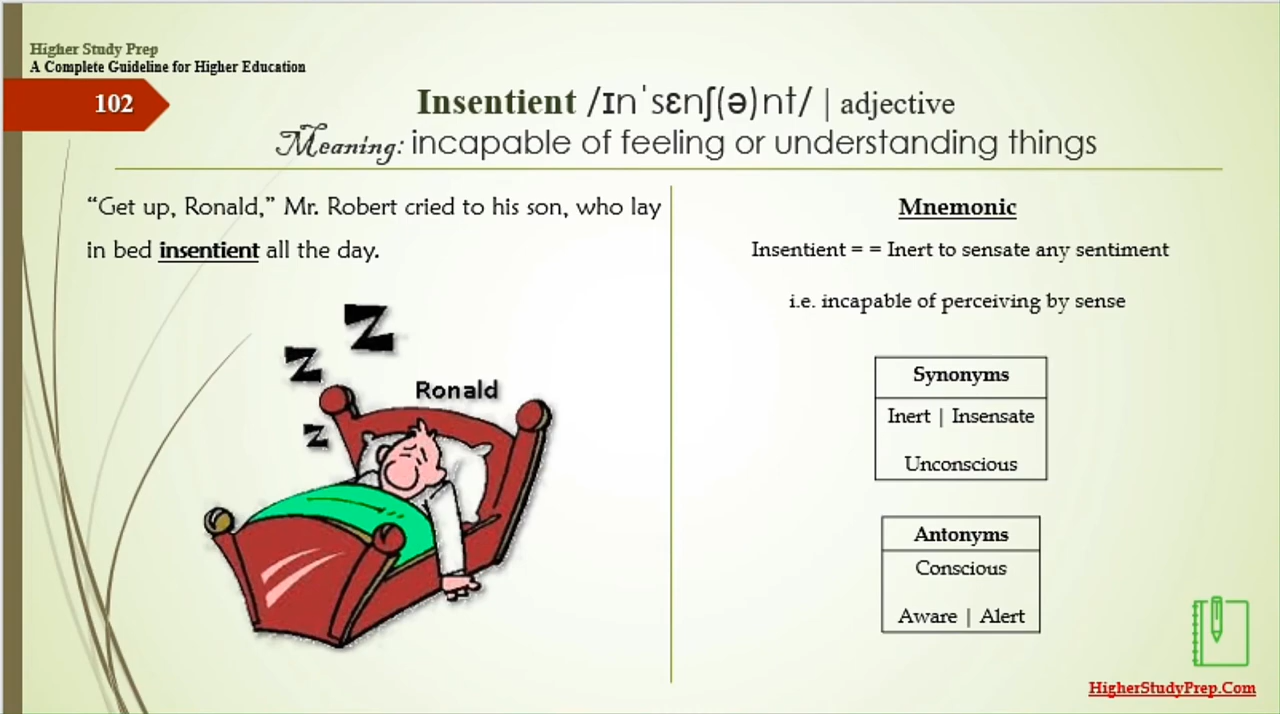 Higher Study Prep
A Complete Guideline for Higher Education
102
Insentient /ɪnˈsɛnʃ(ə)nt/ | adjective
Meaning: incapable of feeling or understanding things
“Get up, Ronald,” Mr. Robert cried to his son, who lay
in bed insentient all the day.
Z
Z
Z
Ronald
Mnemonic
Insentient = = Inert to sensate any sentiment
i.e. incapable of perceiving by sense
Synonyms
Inert | Insensate
Unconscious
Antonyms
Conscious
Aware | Alert
HigherStudyPrep.Com